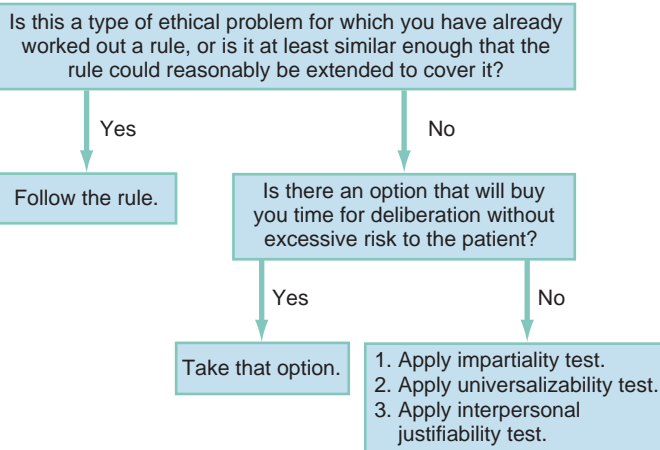 Is this a type of ethical problem for which you have already
worked out a rule, or is it at least similar enough that the
rule could reasonably be extended to cover it?
Yes
No
Follow the rule.
Is there an option that will buy
you time for deliberation without
excessive risk to the patient?
Yes
No
Take that option.
1. Apply impartiality test.
2. Apply universalizability test.
3. Apply interpersonal
justifiability test.